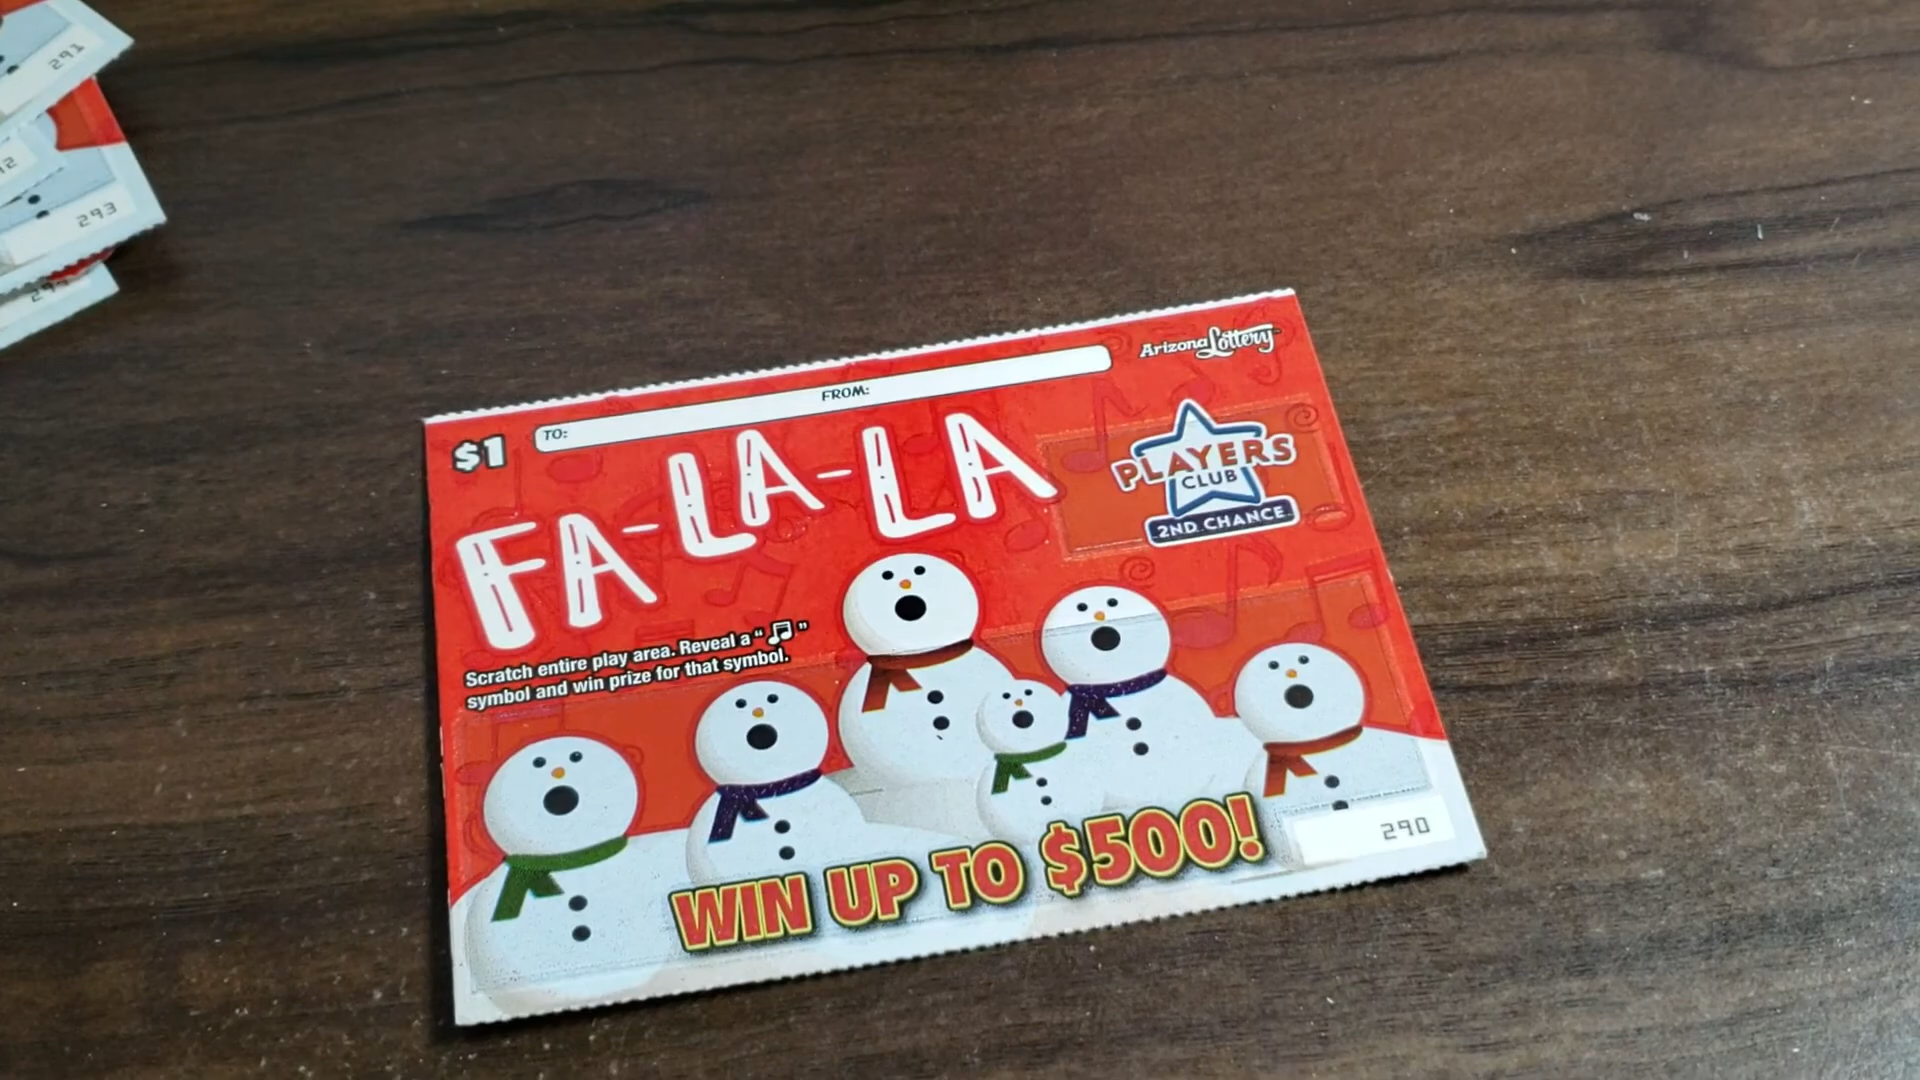 291
293
Arizona Lottery
$1
TO:
FROM:
FA-LA-LA
PLAYERS
CLUB
2ND CHANCE
Scratch entire play area. Reveal a "♫"
symbol and win prize for that symbol.
WIN UP TO $500!
290